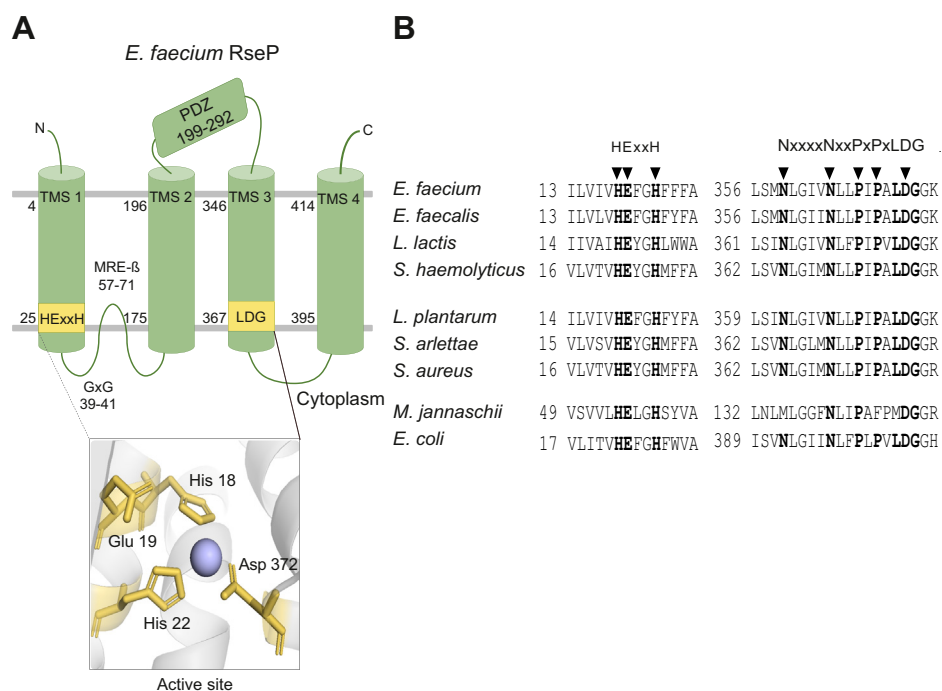 A
E. faecium RseP
PDZ
199-292
N
C
TMS 1
TMS 2
TMS 3
TMS 4
4
196
346
414
MRE-ß
57-71
25
HExxH
175
367
LDG
395
GxG
39-41
Cytoplasm
His 18
Glu 19
Asp 372
His 22
Active site
B
HExxH NxxxxNxxPxPxLDG
E. faecium 13 ILVIVHEFGHFFFA 356 LSMNLGIVNLLPIPALDGGK
E. faecalis 13 ILVLVHEFGHFYFA 356 LSMNLGIINLLPIPALDGGK
L. lactis 14 IIVAIHEYGHLWWA 361 LSINLGIMNLFPIPVLDGGK
S. haemolyticus 16 VLVTVHEYGHMFFA 362 LSVNLGIMNLLPIPALDGGR
L. plantarum 14 ILVIVHEFGHFYFA 359 LSINLGIVNLLPIPALDGGK
S. arlettae 15 VLVSVHEYGHMFFA 362 LSVNLGLMNLLPIPALDGGR
S. aureus 16 VLVTVHEYGHMFFA 362 LSVNLGIMNLLPIPALDGGR
M. jannaschii 49 VSVVLHELGHSYVA 132 LNLMLGGFNLIPAFPMDGGR
E. coli 17 VLITVHEFGHFWVA 389 ISVNLGIINLFPLPVLDGGH